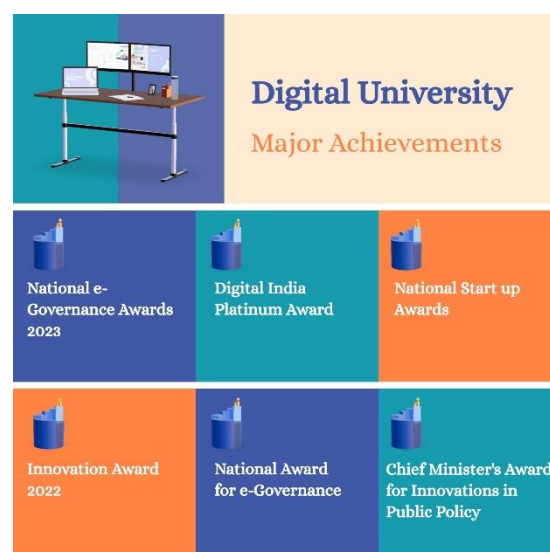 Digital University
Major Achievements
National e-
Governance Awards
2023
Digital India
Platinum Award
National Start up
Awards
Innovation Award
2022
National Award
for e-Governance
Chief Minister's Award
for Innovations in
Public Policy